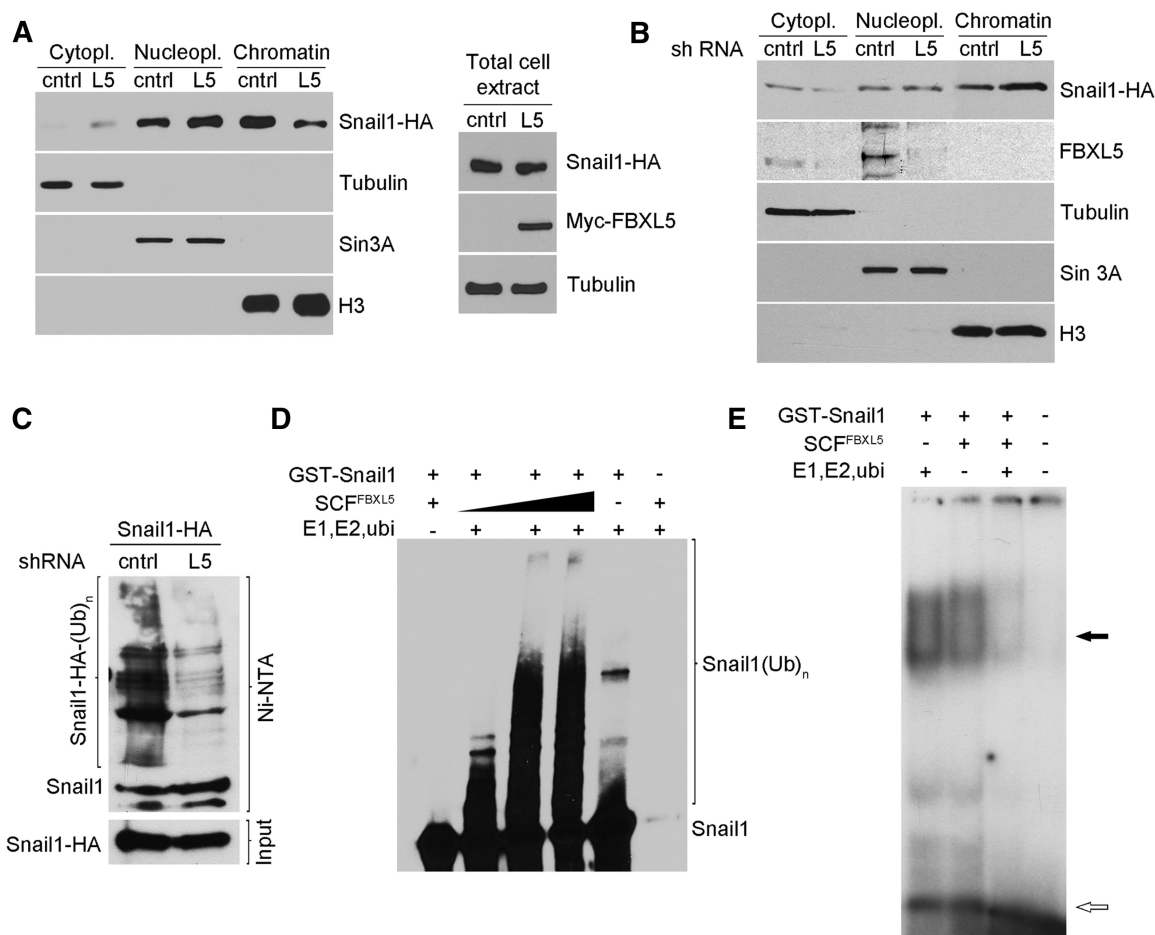 A
Cytopl. Nucleopl. Chromatin
cntrl L5 cntrl L5 cntrl L5
Snail1-HA
Tubulin
Sin3A
H3
Total cell
extract
cntrl L5
Snail1-HA
Myc-FBXL5
Tubulin
B
Cytopl. Nucleopl. Chromatin
sh RNA cntrl L5 cntrl L5 cntrl L5
Snail1-HA
FBXL5
Tubulin
Sin 3A
H3
C
Snail1-HA
shRNA cntrl L5
Snail1-HA-(Ub)n
Ni-NTA
Snail1
Snail1-HA
Input
D
GST-Snail1 + + + + + -
SCFFBXL5 + - +
E1,E2,ubi - + + + + +
Snail1(Ub)n
Snail1
E
GST-Snail1 + + + -
SCFFBXL5 - + + -
E1,E2,ubi + - + -